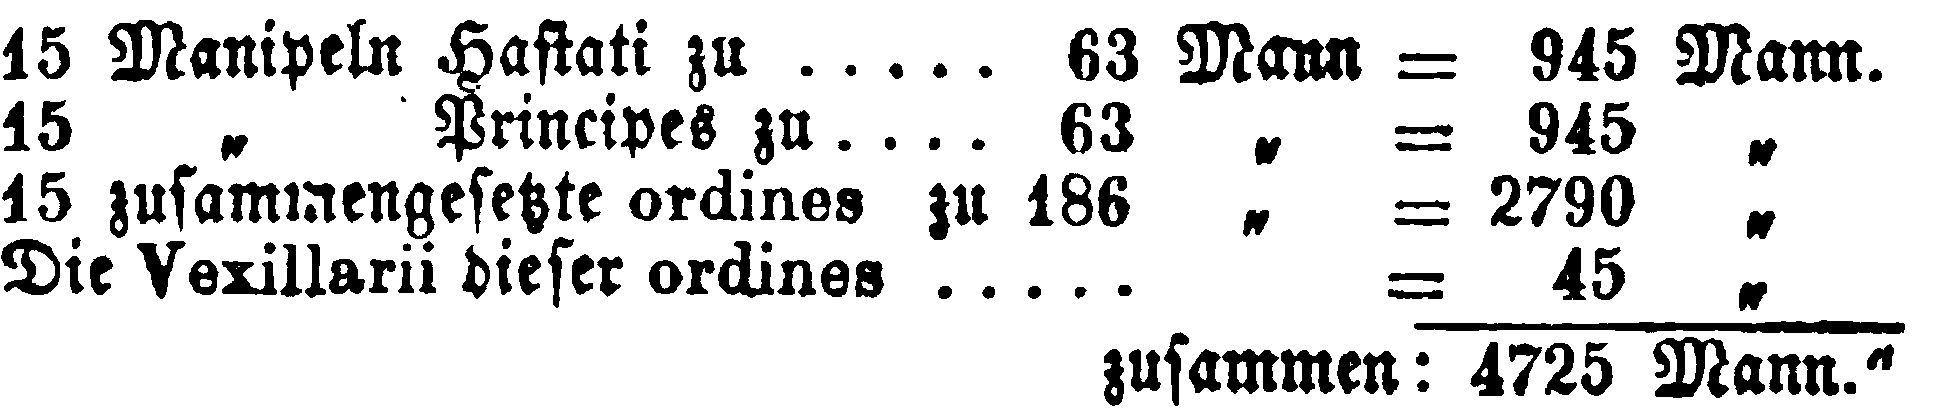 15 Manipeln Haſtati zu ..... 63 Mann = 945 Mann.
15 „ Principes zu .... 63 „ = 945 „
15 zuſammengeſetzte ordines zu 186 „ = 2790 „
Die Vexillarii dieſer ordines ..... = 45 „
zuſammen: 4725 Mann.“